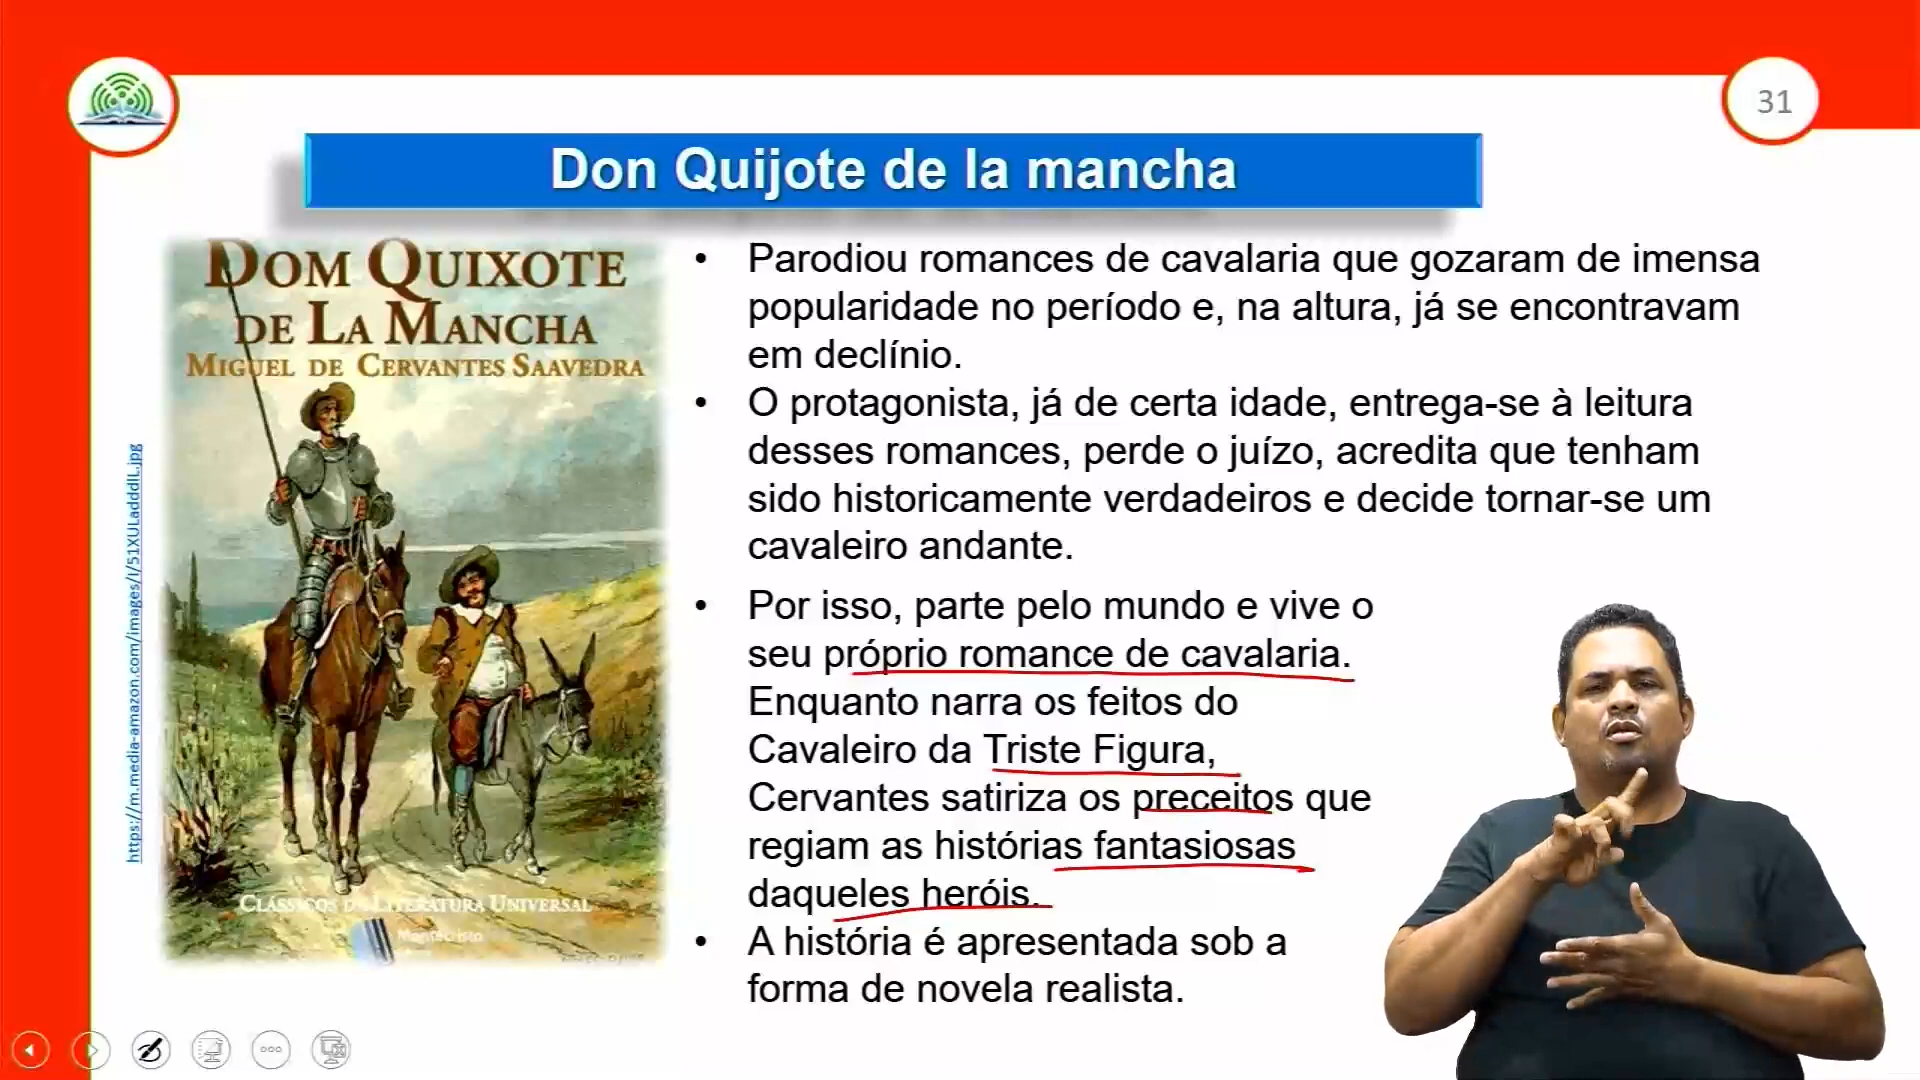 31
Don Quijote de la mancha
DOM QUIXOTE
DE LA MANCHA
MIGUEL DE CERVANTES SAAVEDRA
CLÁSSICOS DE LITERATURA UNIVERSAL
Montecristo
https://m.media-amazon.com/images/I/51XULadddlL.jpg
• Parodiou romances de cavalaria que gozaram de imensa
popularidade no período e, na altura, já se encontravam
em declínio.
• O protagonista, já de certa idade, entrega-se à leitura
desses romances, perde o juízo, acredita que tenham
sido historicamente verdadeiros e decide tornar-se um
cavaleiro andante.
• Por isso, parte pelo mundo e vive o
seu próprio romance de cavalaria.
Enquanto narra os feitos do
Cavaleiro da Triste Figura,
Cervantes satiriza os preceitos que
regiam as histórias fantasiosas
daqueles heróis.
• A história é apresentada sob a
forma de novela realista.